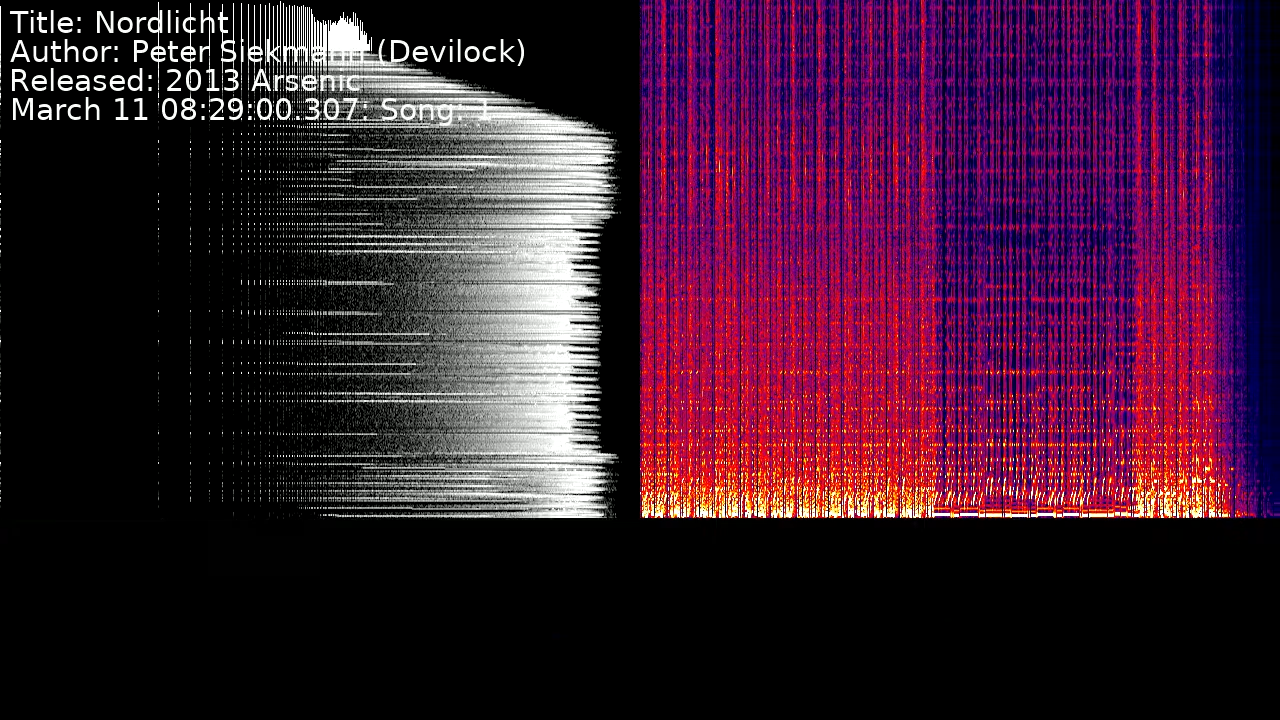 Title: Nordlicht
Author: Peter Siekmann (Devilock)
Released: 2013 Arsenic
March 11 08:29:00.307: Song: 1